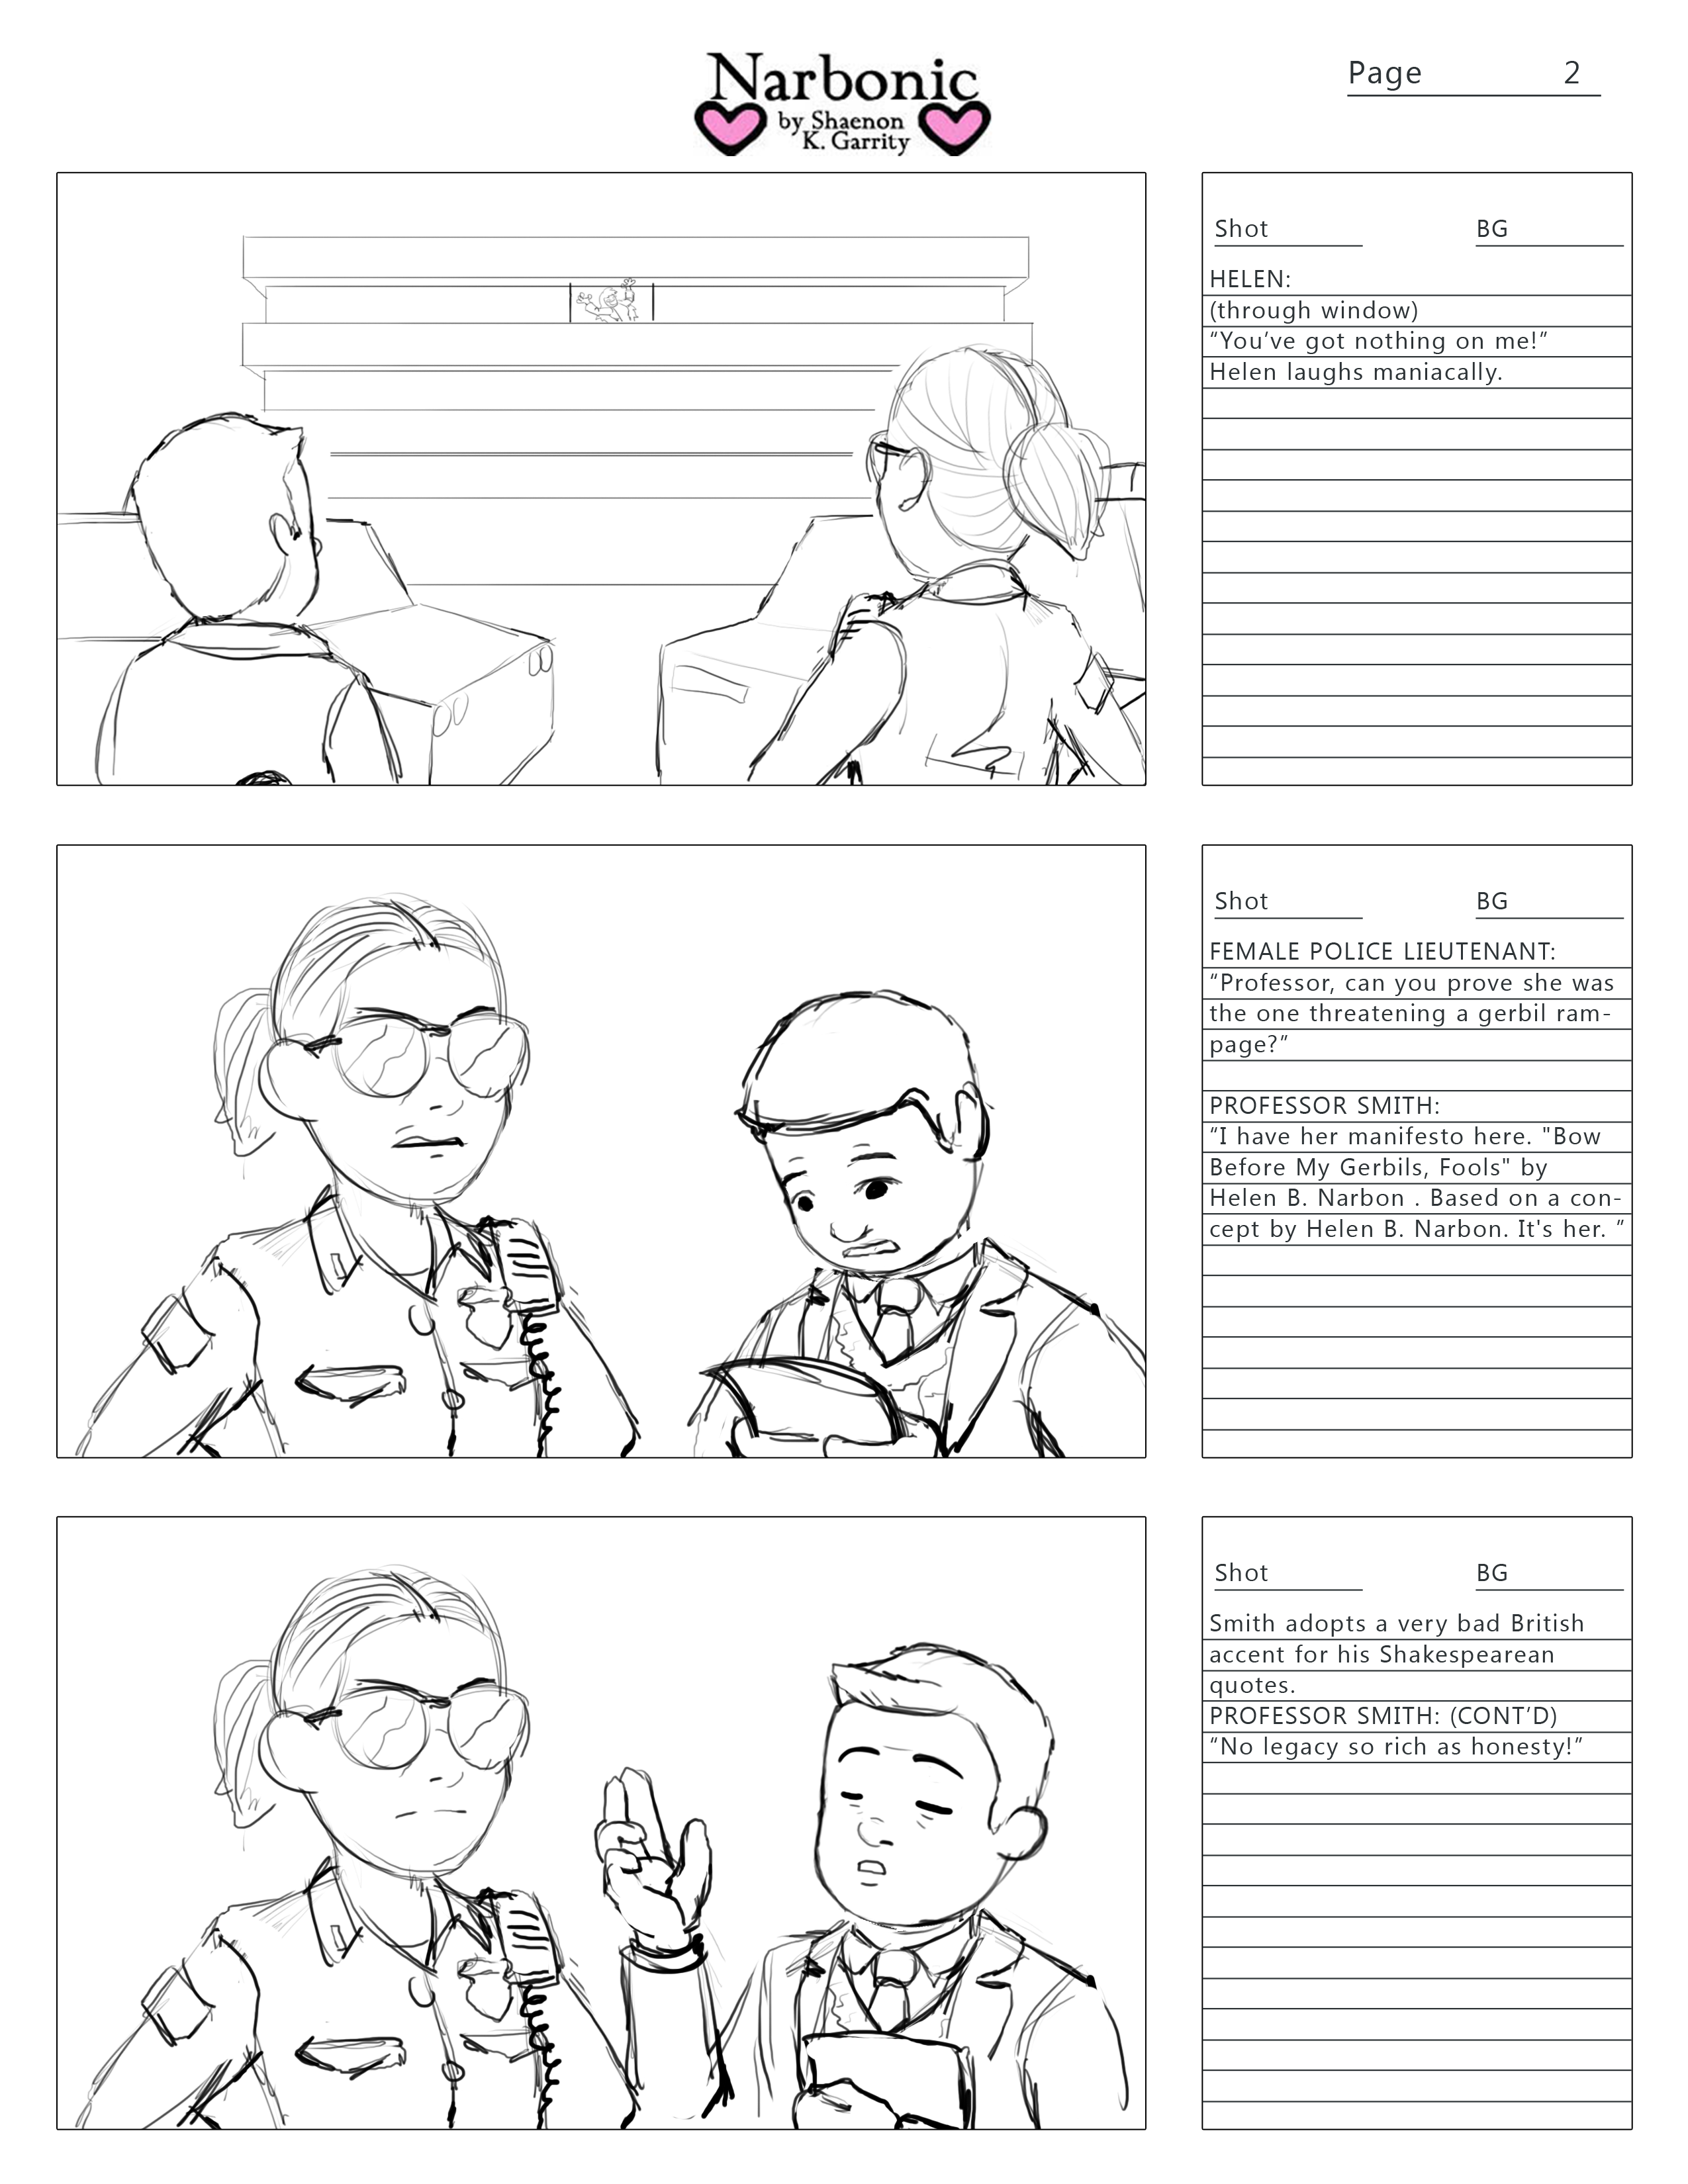 Narbonic
by Shaenon
K. Garrity
Page 2
Shot BG
HELEN:
(through window)
“You’ve got nothing on me!”
Helen laughs maniacally.
Shot BG
FEMALE POLICE LIEUTENANT:
“Professor, can you prove she was
the one threatening a gerbil ram-
page?”
PROFESSOR SMITH:
“I have her manifesto here. "Bow
Before My Gerbils, Fools" by
Helen B. Narbon . Based on a con-
cept by Helen B. Narbon. It's her. ”
Shot BG
Smith adopts a very bad British
accent for his Shakespearean
quotes.
PROFESSOR SMITH: (CONT’D)
“No legacy so rich as honesty!”